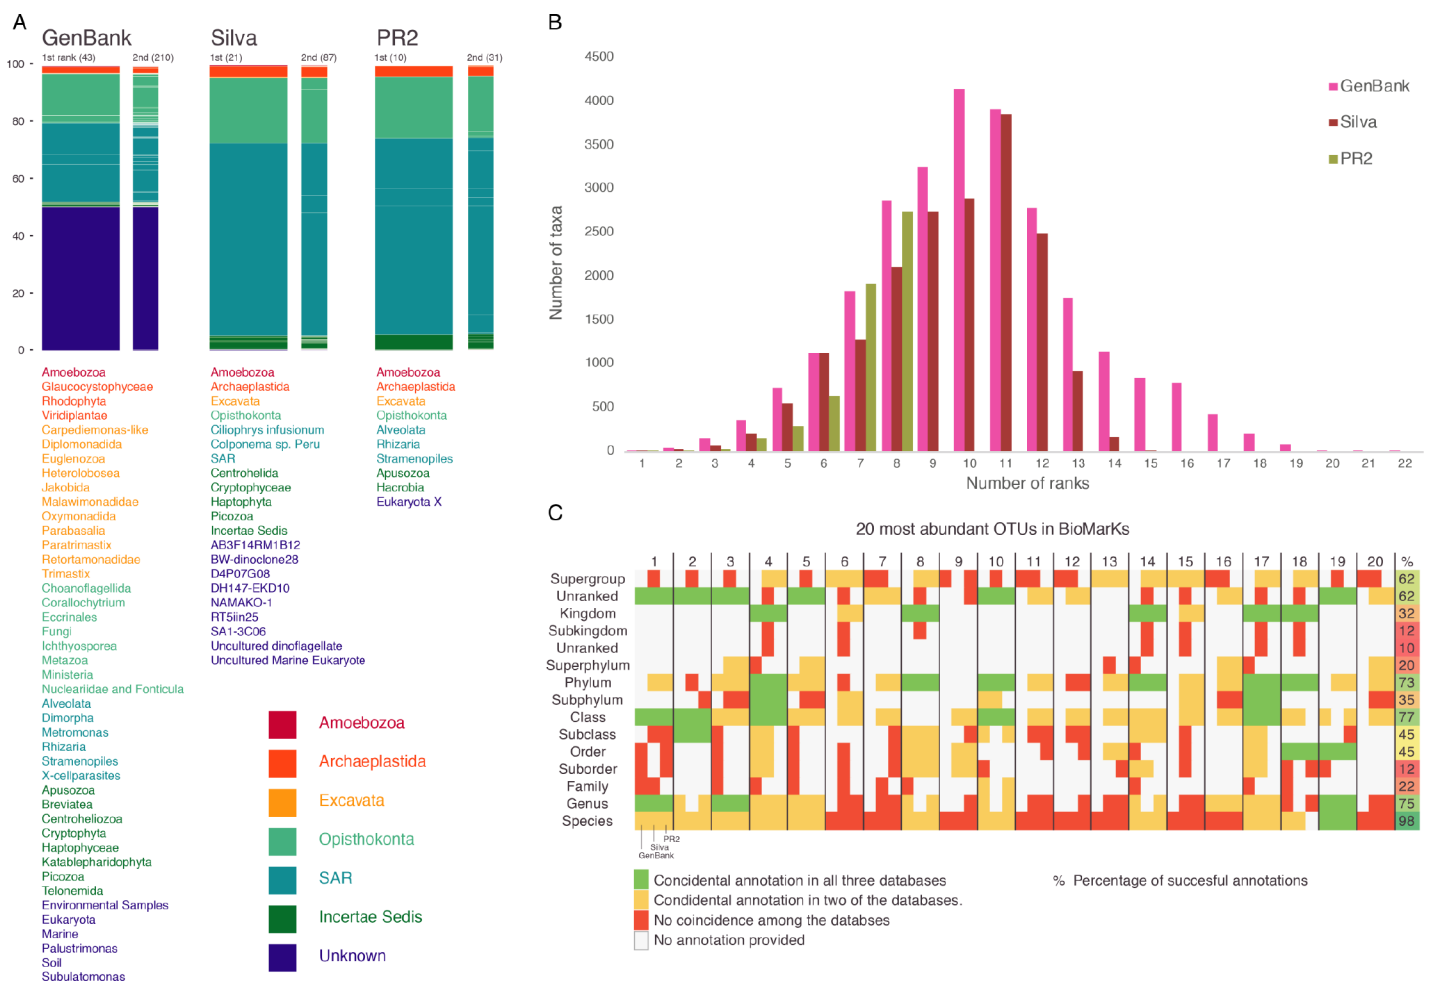 A
GenBank
Silva
PR2
1st rank (43)
2nd (210)
1st (21)
2nd (87)
1st (10)
2nd (31)
100
80
60
40
20
0
Amoebozoa
Glaucocystophyceae
Rhodophyta
Viridiplantae
Carpediemonas-like
Diplomonadida
Euglenozoa
Heterolobosea
Jakobida
Malawimonadidae
Oxymonadida
Parabasalia
Paratrimastix
Retortamonadidae
Trimastix
Choanoflagellida
Corallochytrium
Eccrinales
Fungi
Ichthyosporea
Metazoa
Ministeria
Nucleariidae and Fonticula
Alveolata
Dimorpha
Metromonas
Rhizaria
Stramenopiles
X-cellparasites
Apusozoa
Breviatea
Centroheliozoa
Cryptophyta
Haptophyceae
Katablepharidophyta
Picozoa
Telonemida
Environmental Samples
Eukaryota
Marine
Palustrimonas
Soil
Subulatomonas
Amoebozoa
Archaeplastida
Excavata
Opisthokonta
Ciliophrys infusionum
Colponema sp. Peru
SAR
Centrohelida
Cryptophyceae
Haptophyta
Picozoa
Incertae Sedis
AB3F14RM1B12
BW-dinoclone28
D4P07G08
DH147-EKD10
NAMAKO-1
RT5iin25
SA1-3C06
Uncultured dinoflagellate
Uncultured Marine Eukaryote
Amoebozoa
Archaeplastida
Excavata
Opisthokonta
Alveolata
Rhizaria
Stramenopiles
Apusozoa
Hacrobia
Eukaryota X
Amoebozoa
Archaeplastida
Excavata
Opisthokonta
SAR
Incertae Sedis
Unknown
B
Number of taxa
4500
4000
3500
3000
2500
2000
1500
1000
500
0
1 2 3 4 5 6 7 8 9 10 11 12 13 14 15 16 17 18 19 20 21 22
Number of ranks
GenBank
Silva
PR2
C
20 most abundant OTUs in BioMarKs
1 2 3 4 5 6 7 8 9 10 11 12 13 14 15 16 17 18 19 20 %
Supergroup 62
Unranked 62
Kingdom 32
Subkingdom 12
Unranked 10
Superphylum 20
Phylum 73
Subphylum 35
Class 77
Subclass 45
Order 45
Suborder 12
Family 22
Genus 75
Species 98
PR2
Silva
GenBank
Concidental annotation in all three databases
Condidental annotation in two of the databases.
No coincidence among the databses
No annotation provided
% Percentage of succesful annotations